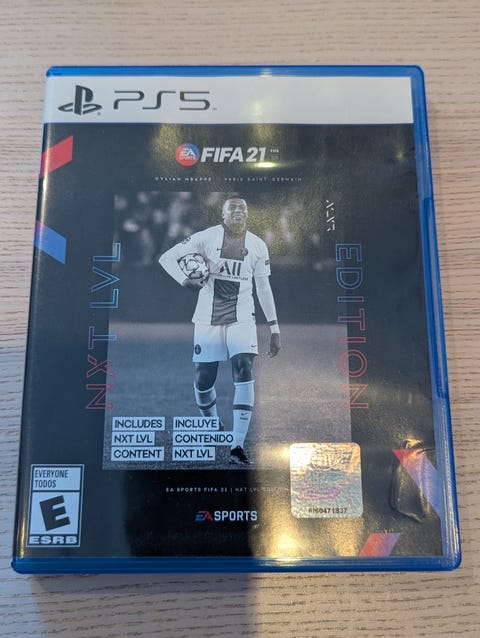 PS5
EA SPORTS FIFA 21
KYLIAN MBAPPÉ PARIS SAINT-GERMAIN
NXT LVL
EDITION
ALL
INCLUDES
NXT LVL
CONTENT
INCLUYE
CONTENIDO
NXT LVL
EA SPORTS FIFA 21 | NXT LVL EDITION
EA SPORTS
EVERYONE
TODOS
E
ESRB